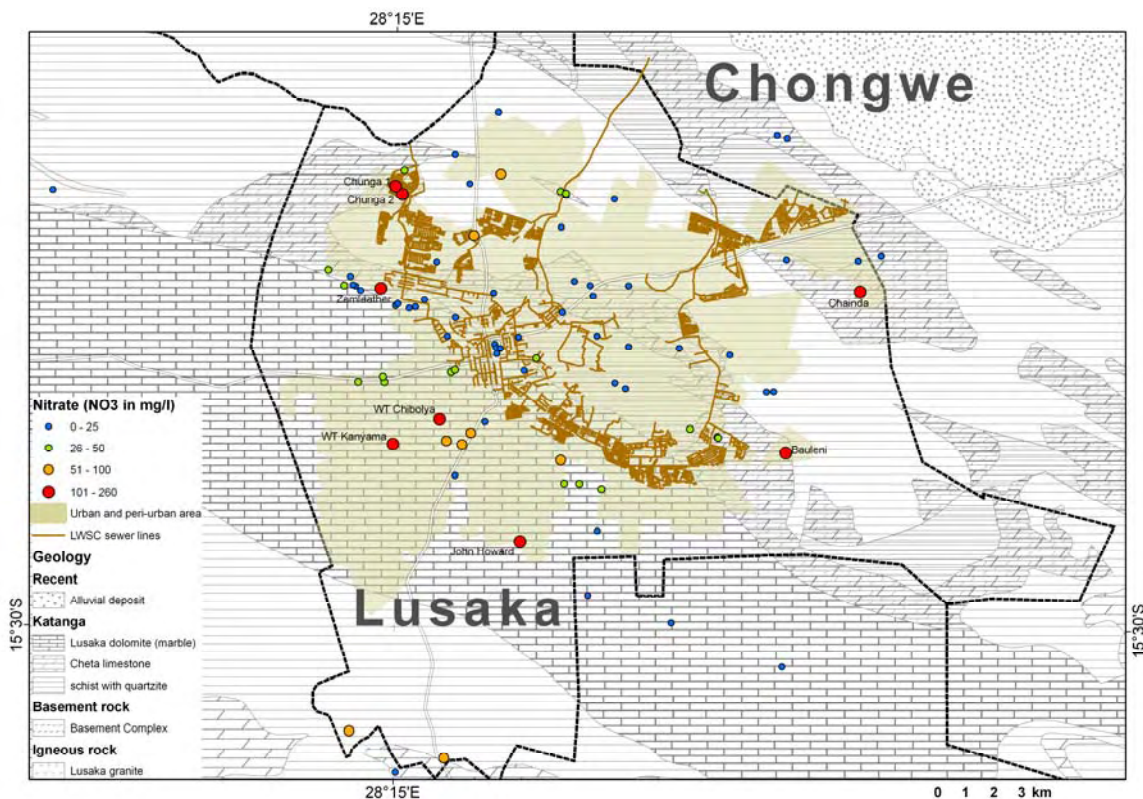 28°15'E
Chongwe
Chunga 1
Chunga 2
Zamleather
Chainda
WT Chibolya
WT Kanyama
Bauleni
John Howard
Lusaka
15°30'S
15°30'S
Nitrate (NO3 in mg/l)
0 - 25
26 - 50
51 - 100
101 - 260
Urban and peri-urban area
LWSC sewer lines
Geology
Recent
Alluvial deposit
Katanga
Lusaka dolomite (marble)
Cheta limestone
schist with quartzite
Basement rock
Basement Complex
Igneous rock
Lusaka granite
28°15'E
0 1 2 3 km